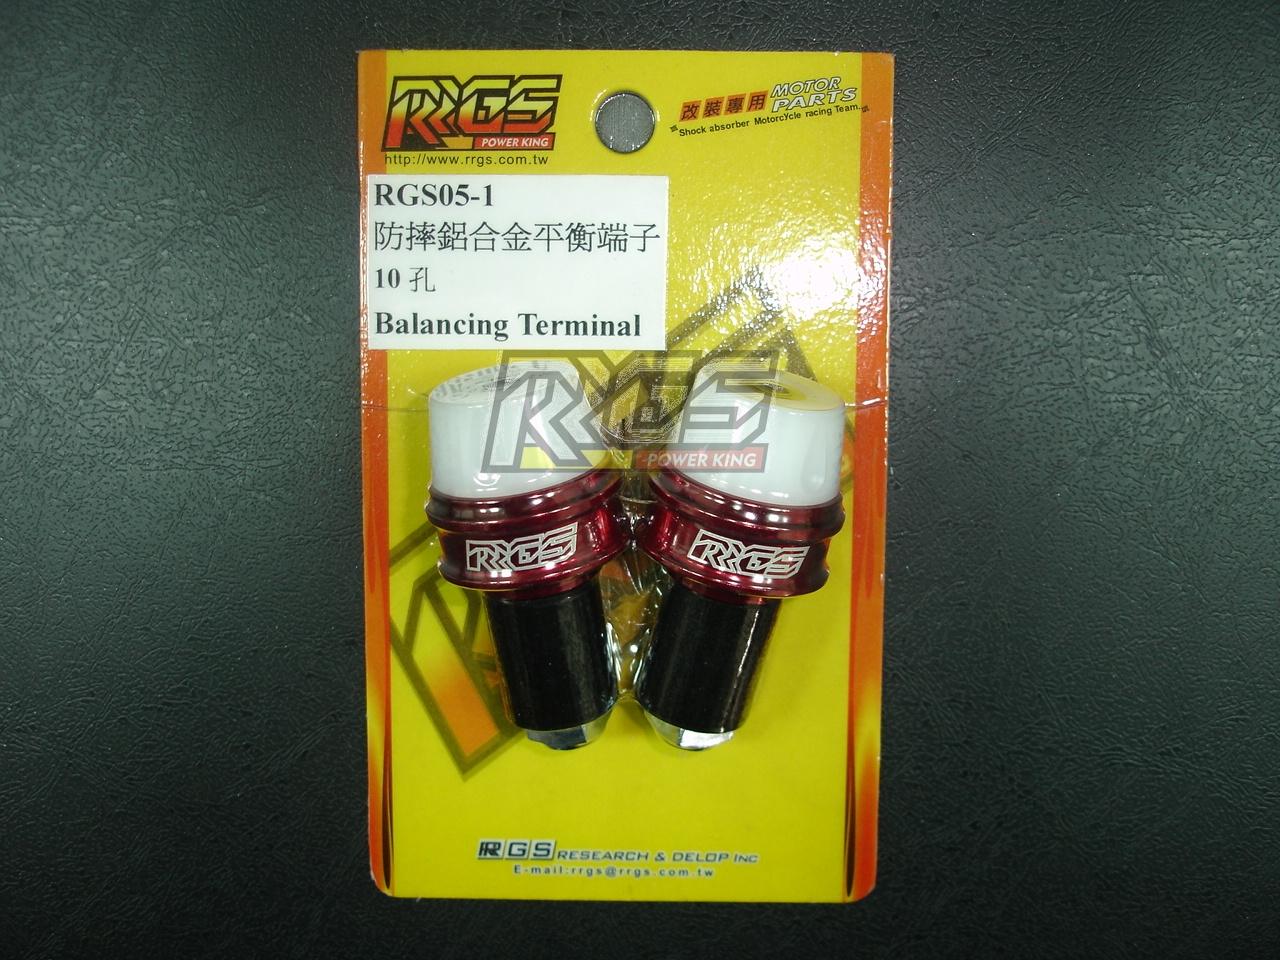 RRGS
POWER KING
http://www.rrgs.com.tw
改裝專用 MOTOR PARTS
Shock absorber Motorcycle racing Team.
RGS05-1
防摔鋁合金平衡端子
10 孔
Balancing Terminal
RRGS
POWER KING
RRGS
RRGS
RRGS RESEARCH & DELOP INC
E-mail:rrgs@rrgs.com.tw